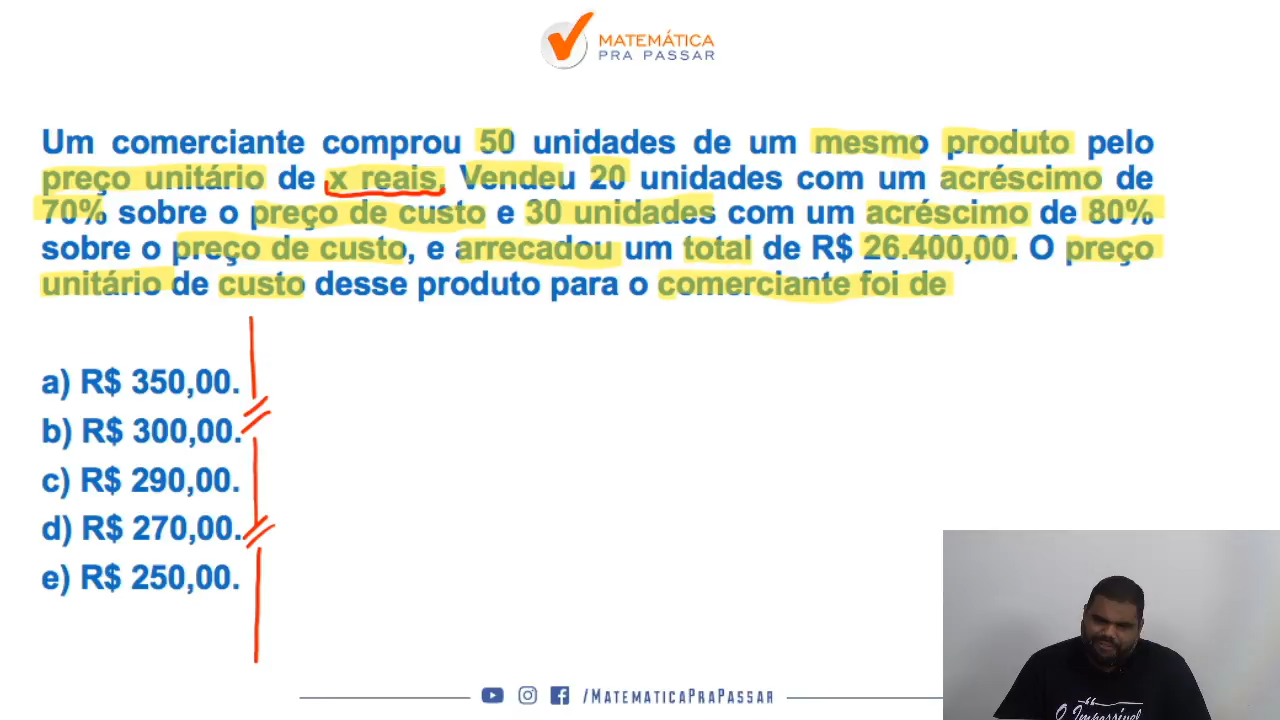 MATEMÁTICA
PRA PASSAR
Um comerciante comprou 50 unidades de um mesmo produto pelo
preço unitário de x reais. Vendeu 20 unidades com um acréscimo de
70% sobre o preço de custo e 30 unidades com um acréscimo de 80%
sobre o preço de custo, e arrecadou um total de R$ 26.400,00. O preço
unitário de custo desse produto para o comerciante foi de
a) R$ 350,00.
b) R$ 300,00.
c) R$ 290,00.
d) R$ 270,00.
e) R$ 250,00.
/MATEMATICAPRAPASSAR
O Impossível